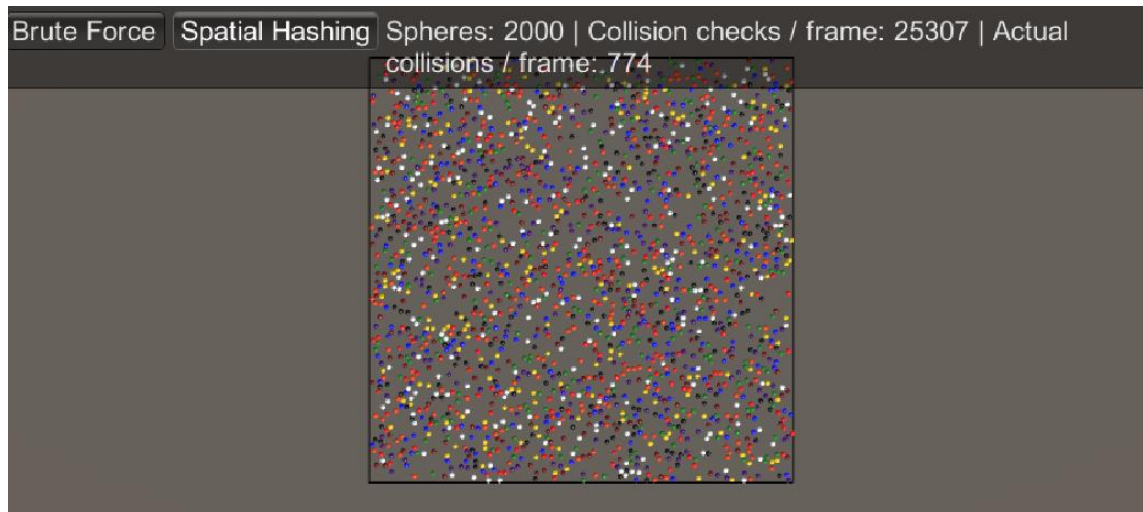 Brute Force Spatial Hashing Spheres: 2000 | Collision checks / frame: 25307 | Actual
collisions / frame: 774